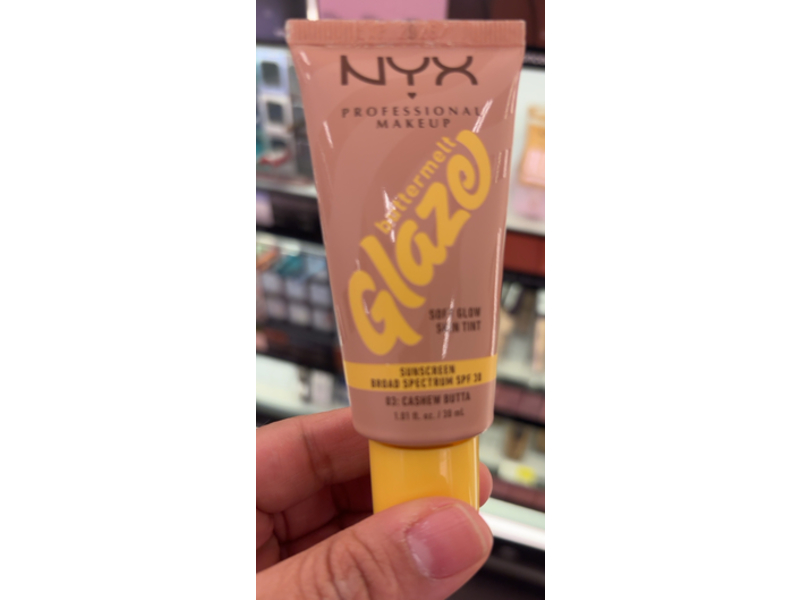 NYX
PROFESSIONAL
MAKEUP
buttermelt
Glaze
SOFT GLOW
SKIN TINT
SUNSCREEN
BROAD SPECTRUM SPF 30
03: CASHEW BUTTA
1.01 fl. oz. / 30 mL